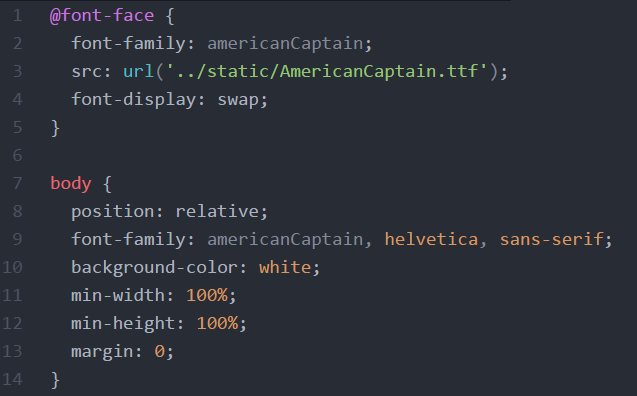 1 @font-face {
2   font-family: americanCaptain;
3   src: url('../static/AmericanCaptain.ttf');
4   font-display: swap;
5 }
6
7 body {
8   position: relative;
9   font-family: americanCaptain, helvetica, sans-serif;
10   background-color: white;
11   min-width: 100%;
12   min-height: 100%;
13   margin: 0;
14 }